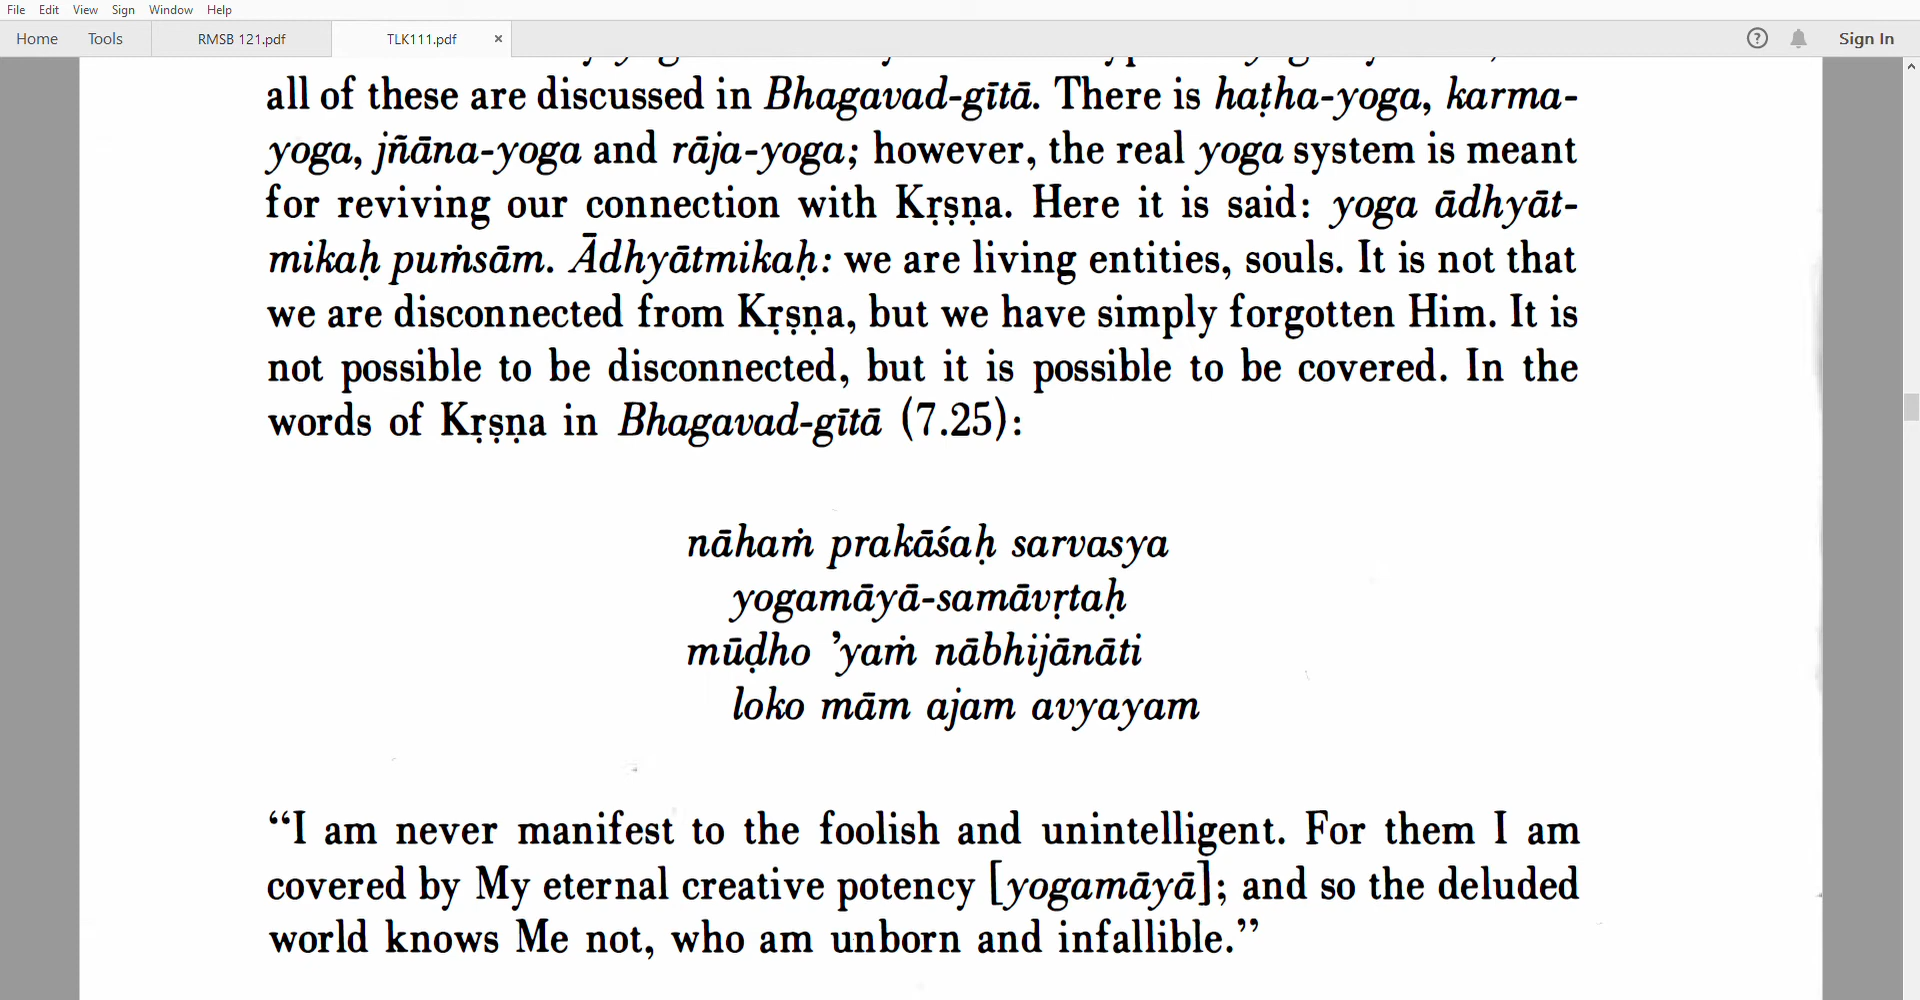 File Edit View Sign Window Help
Home Tools RMSB 121.pdf TLK111.pdf × ? Sign In
all of these are discussed in Bhagavad-gītā. There is haṭha-yoga, karma-
yoga, jñāna-yoga and rāja-yoga; however, the real yoga system is meant
for reviving our connection with Kṛṣṇa. Here it is said: yoga ādhyāt-
mikaḥ puṁsām. Ādhyātmikaḥ: we are living entities, souls. It is not that
we are disconnected from Kṛṣṇa, but we have simply forgotten Him. It is
not possible to be disconnected, but it is possible to be covered. In the
words of Kṛṣṇa in Bhagavad-gītā (7.25):
nāhaṁ prakāśaḥ sarvasya
yogamāyā-samāvṛtaḥ
mūḍho ’yaṁ nābhijānāti
loko mām ajam avyayam
“I am never manifest to the foolish and unintelligent. For them I am
covered by My eternal creative potency [yogamāyā]; and so the deluded
world knows Me not, who am unborn and infallible.”